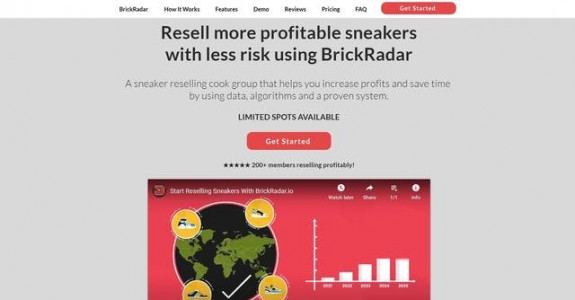 BrickRadar How It Works Features Demo Reviews Pricing FAQ Get Started
Resell more profitable sneakers
with less risk using BrickRadar
A sneaker reselling cook group that helps you increase profits and save time
by using data, algorithms and a proven system.
LIMITED SPOTS AVAILABLE
Get Started
★★★★★ 200+ members reselling profitably!
Start Reselling Sneakers With BrickRadar.io
Watch later Share 1/1 Info
2021 2022 2023 2024 2025